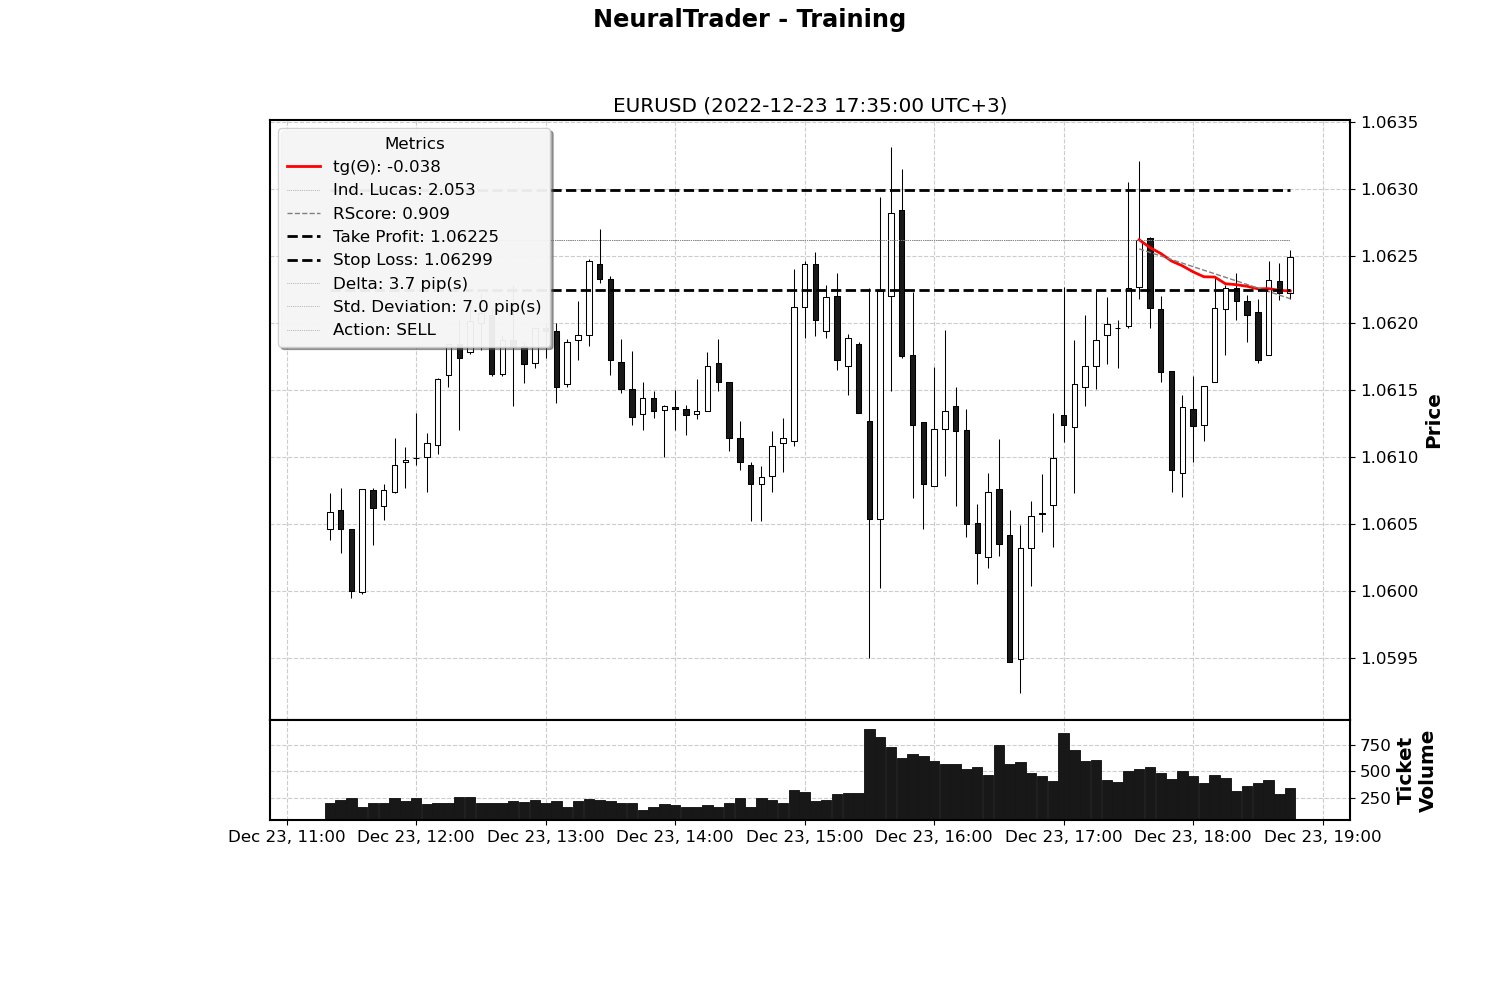 NeuralTrader - Training
EURUSD (2022-12-23 17:35:00 UTC+3)
Metrics
tg(Θ): -0.038
Ind. Lucas: 2.053
RScore: 0.909
Take Profit: 1.06225
Stop Loss: 1.06299
Delta: 3.7 pip(s)
Std. Deviation: 7.0 pip(s)
Action: SELL
1.0635
1.0630
1.0625
1.0620
1.0615
1.0610
1.0605
1.0600
1.0595
Price
750
500
250
Ticket
Volume
Dec 23, 11:00 Dec 23, 12:00 Dec 23, 13:00 Dec 23, 14:00 Dec 23, 15:00 Dec 23, 16:00 Dec 23, 17:00 Dec 23, 18:00 Dec 23, 19:00